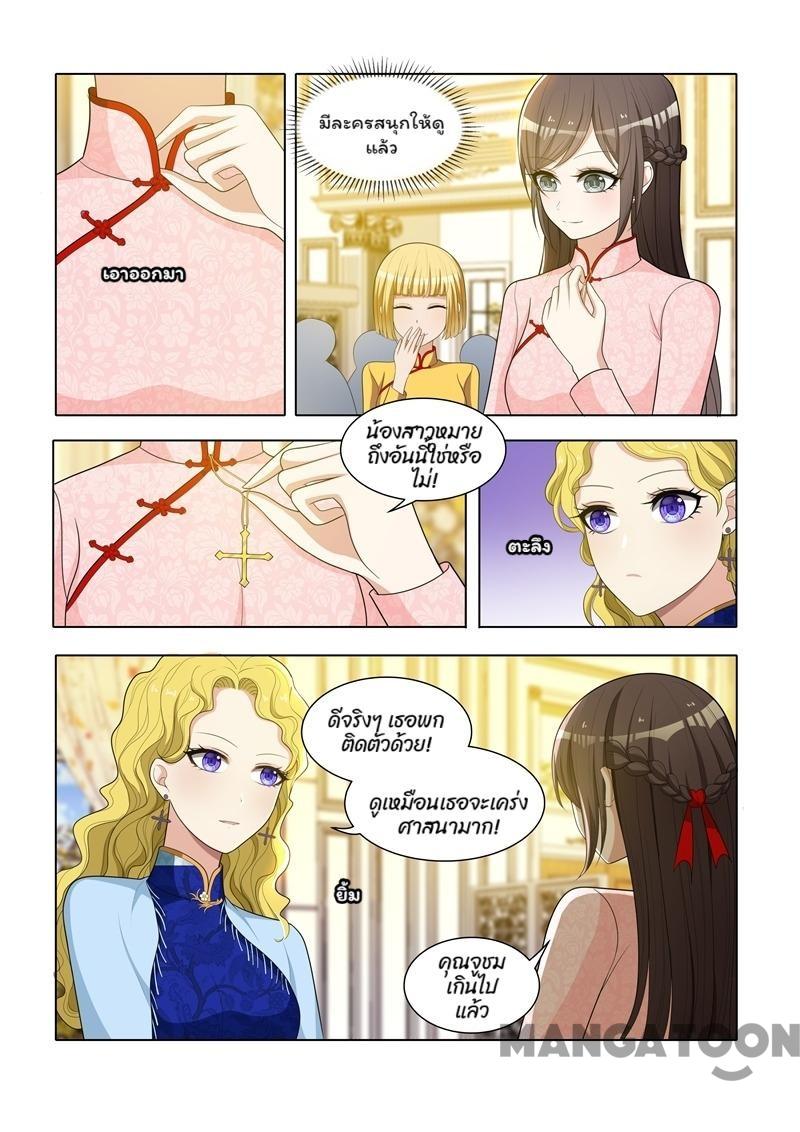 เอาออกมา
มีละครสนุกให้ดู
แล้ว
น้องสาวหมาย
ถึงอันนี้ใช่หรือ
ไม่!
ตะลึง
ดีจริงๆ เธอพก
ติดตัวด้วย!
ดูเหมือนเธอจะเคร่ง
ศาสนามาก!
ยิ้ม
คุณจูชม
เกินไป
แล้ว
MANGATOON